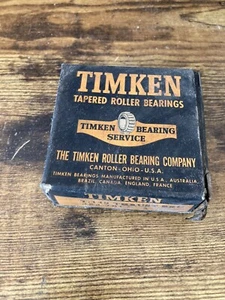 TIMKEN
TAPERED ROLLER BEARINGS
TIMKEN BEARING
SERVICE
THE TIMKEN ROLLER BEARING COMPANY
CANTON-OHIO-U.S.A.
TIMKEN BEARINGS MANUFACTURED IN U.S.A., AUSTRALIA,
BRAZIL, CANADA, ENGLAND, FRANCE
TIMKEN